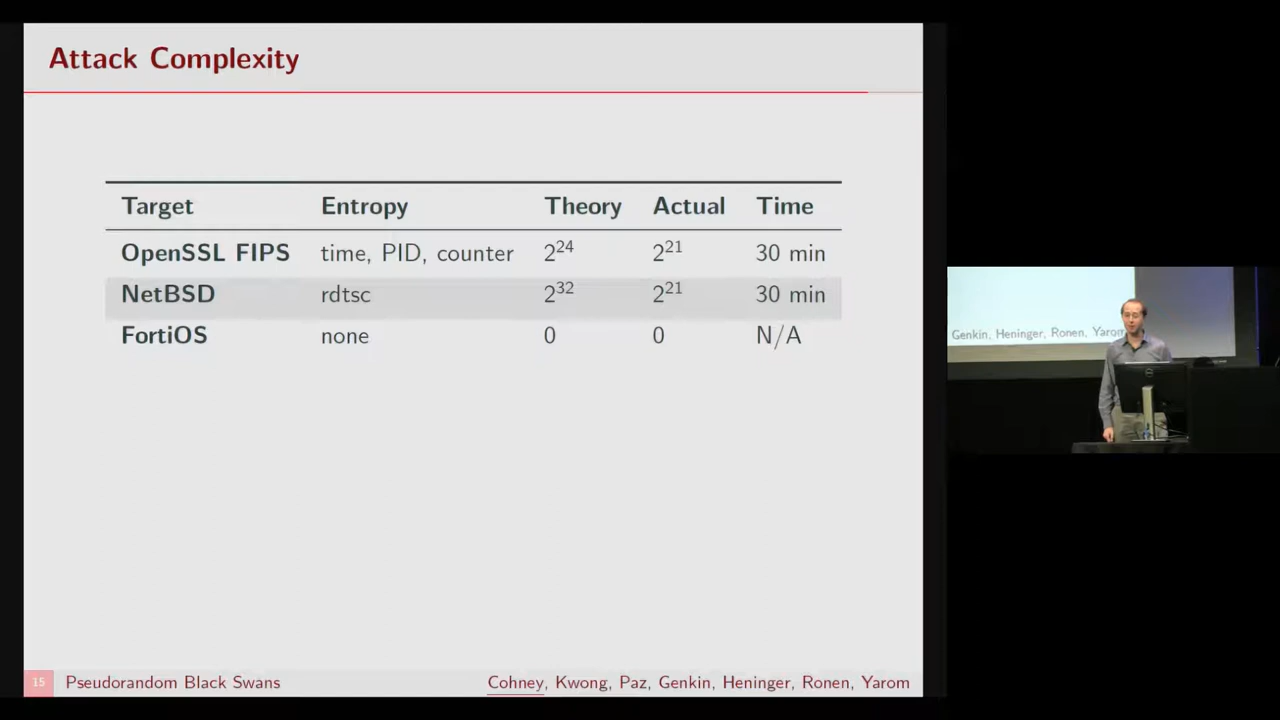 Attack Complexity
Target Entropy Theory Actual Time
OpenSSL FIPS time, PID, counter 2^24 2^21 30 min
NetBSD rdtsc 2^32 2^21 30 min
FortiOS none 0 0 N/A
15 Pseudorandom Black Swans Cohney, Kwong, Paz, Genkin, Heninger, Ronen, Yarom
Genkin, Heninger, Ronen, Yarom